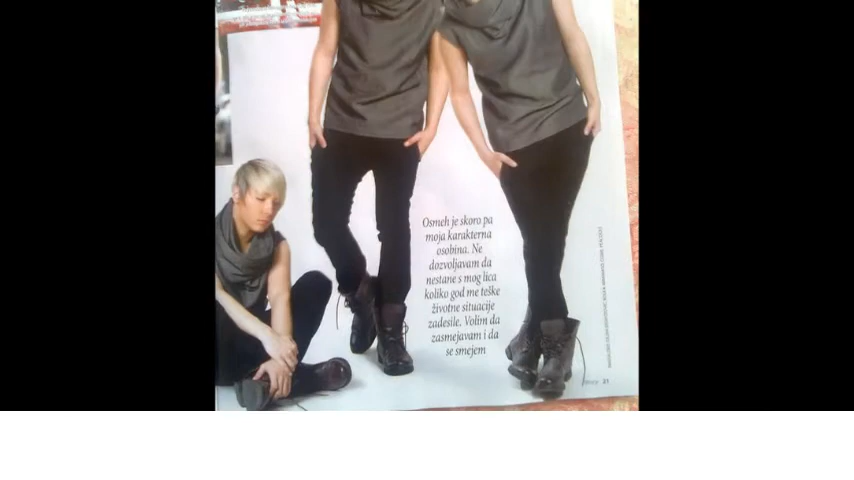 Osmeh je skoro pa
moja karakterna
osobina. Ne
dozvoljavam da
nestane s mog lica
koliko god me teške
životne situacije
zadesile. Volim da
zasmejavam i da
se smejem
21